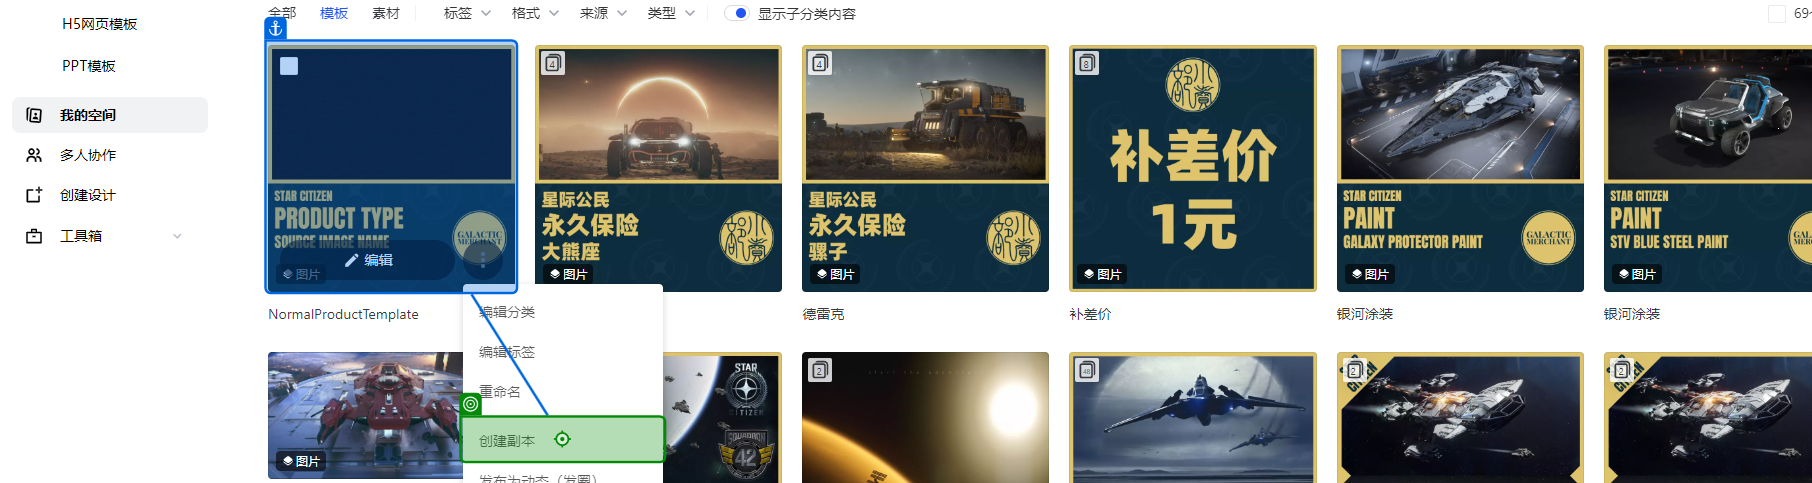 H5网页模板
PPT模板
我的空间
多人协作
创建设计
工具箱
全部 模板 素材 标签 格式 来源 类型 显示子分类内容
STAR CITIZEN
PRODUCT TYPE
SOURCE IMAGE NAME
GALACTIC
MERCHANT
编辑
图片
NormalProductTemplate
4
星际公民
永久保险
大熊座
图片
4
星际公民
永久保险
骡子
图片
德雷克
8
补差价
1元
图片
补差价
STAR CITIZEN
PAINT
GALAXY PROTECTOR PAINT
GALACTIC
MERCHANT
图片
银河涂装
STAR CITIZEN
PAINT
STV BLUE STEEL PAINT
图片
银河涂装
编辑分类
编辑标签
重命名
创建副本
发布为动态（发圈）
图片
STAR
CITIZEN
SQUADRON
42
2
48
2
2